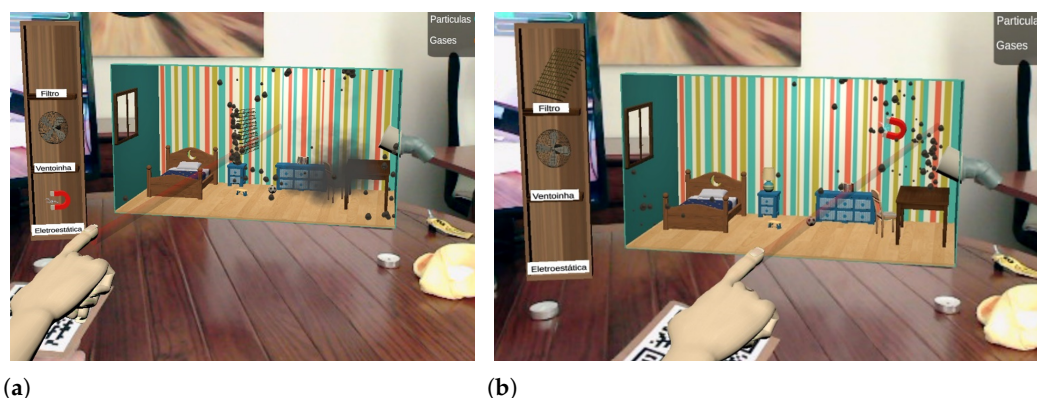 Particulas
Gases
Filtro
Ventoinha
Eletroestática
Particula
Gases
Filtro
Ventoinha
Eletroestática
(a)
(b)